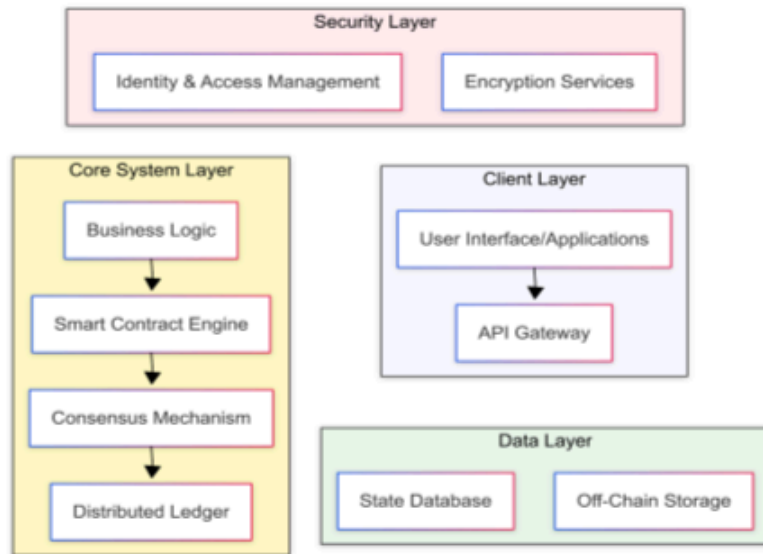 Security Layer
Identity & Access Management
Encryption Services
Core System Layer
Business Logic
Smart Contract Engine
Consensus Mechanism
Distributed Ledger
Client Layer
User Interface/Applications
API Gateway
Data Layer
State Database
Off-Chain Storage